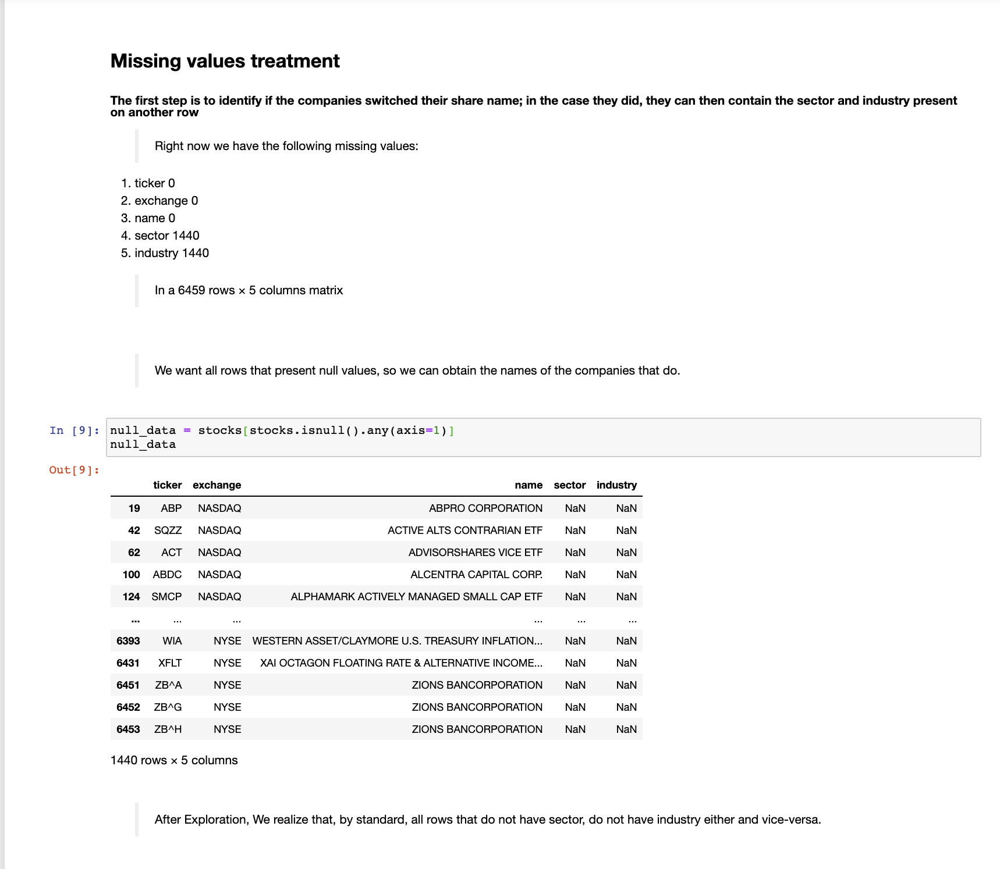 Missing values treatment
The first step is to identify if the companies switched their share name; in the case they did, they can then contain the sector and industry present
on another row
Right now we have the following missing values:
1. ticker 0
2. exchange 0
3. name 0
4. sector 1440
5. industry 1440
In a 6459 rows × 5 columns matrix
We want all rows that present null values, so we can obtain the names of the companies that do.
In [9]: null_data = stocks[stocks.isnull().any(axis=1)]
null_data
Out[9]:
ticker exchange name sector industry
19 ABP NASDAQ ABPRO CORPORATION NaN NaN
42 SQZZ NASDAQ ACTIVE ALTS CONTRARIAN ETF NaN NaN
62 ACT NASDAQ ADVISORSHARES VICE ETF NaN NaN
100 ABDC NASDAQ ALCENTRA CAPITAL CORP. NaN NaN
124 SMCP NASDAQ ALPHAMARK ACTIVELY MANAGED SMALL CAP ETF NaN NaN
... ... ... ... ... ...
6393 WIA NYSE WESTERN ASSET/CLAYMORE U.S. TREASURY INFLATION... NaN NaN
6431 XFLT NYSE XAI OCTAGON FLOATING RATE & ALTERNATIVE INCOME... NaN NaN
6451 ZB^A NYSE ZIONS BANCORPORATION NaN NaN
6452 ZB^G NYSE ZIONS BANCORPORATION NaN NaN
6453 ZB^H NYSE ZIONS BANCORPORATION NaN NaN
1440 rows × 5 columns
After Exploration, We realize that, by standard, all rows that do not have sector, do not have industry either and vice-versa.